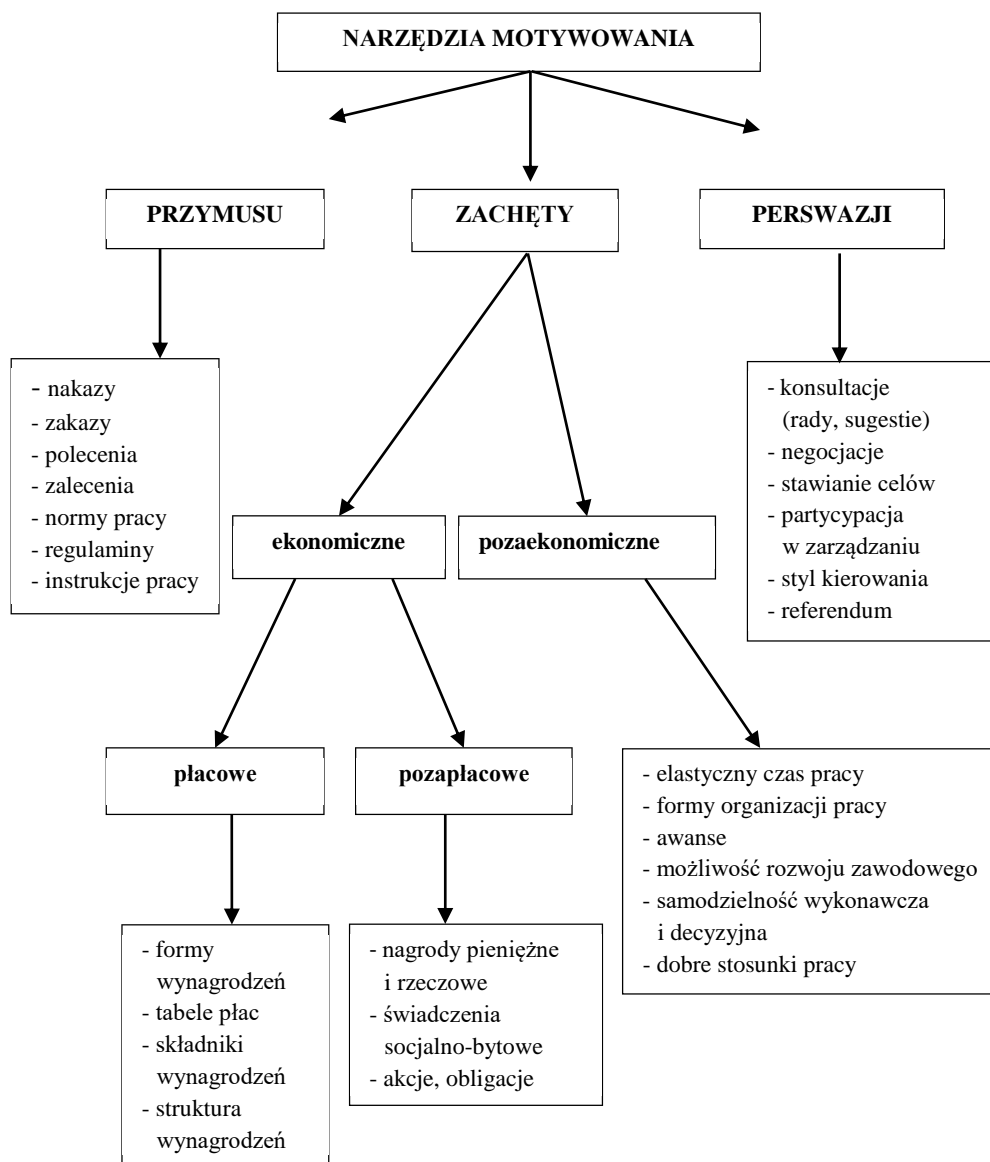 NARZĘDZIA MOTYWOWANIA
PRZYMUSU
ZACHĘTY
PERSWAZJI
- nakazy
- zakazy
- polecenia
- zalecenia
- normy pracy
- regulaminy
- instrukcje pracy
- konsultacje
(rady, sugestie)
- negocjacje
- stawianie celów
- partycypacja
w zarządzaniu
- styl kierowania
- referendum
ekonomiczne
pozaekonomiczne
płacowe
pozapłacowe
- elastyczny czas pracy
- formy organizacji pracy
- awanse
- możliwość rozwoju zawodowego
- samodzielność wykonawcza
i decyzyjna
- dobre stosunki pracy
- formy
wynagrodzeń
- tabele płac
- składniki
wynagrodzeń
- struktura
wynagrodzeń
- nagrody pieniężne
i rzeczowe
- świadczenia
socjalno-bytowe
- akcje, obligacje